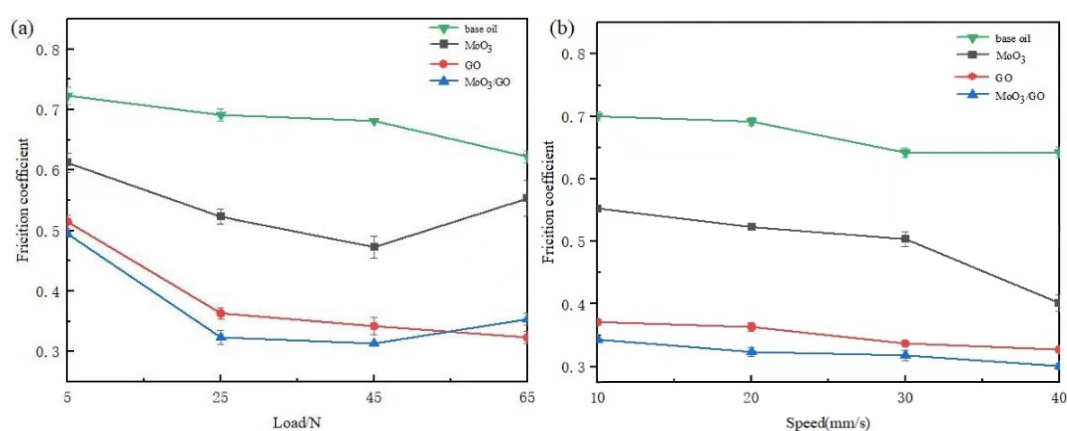 (a)
base oil
MoO3
GO
MoO3/GO
0.8
0.7
0.6
0.5
0.4
0.3
Fricition coefficient
5
25
45
65
Load/N
(b)
base oil
MoO3
GO
MoO3/GO
0.8
0.7
0.6
0.5
0.4
0.3
Fricition coefficient
10
20
30
40
Speed(mm/s)